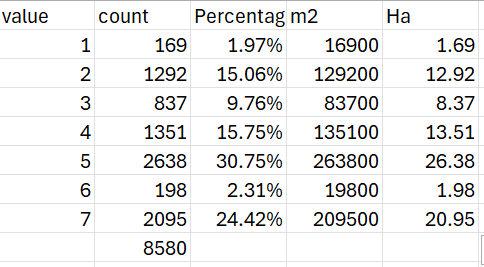 value count Percentag m2 Ha
1 169 1.97% 16900 1.69
2 1292 15.06% 129200 12.92
3 837 9.76% 83700 8.37
4 1351 15.75% 135100 13.51
5 2638 30.75% 263800 26.38
6 198 2.31% 19800 1.98
7 2095 24.42% 209500 20.95
8580